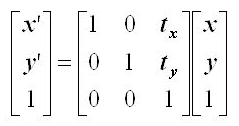 [x'] [1 0 t_x] [x]
[y'] = [0 1 t_y] [y]
[1] [0 0 1] [1]